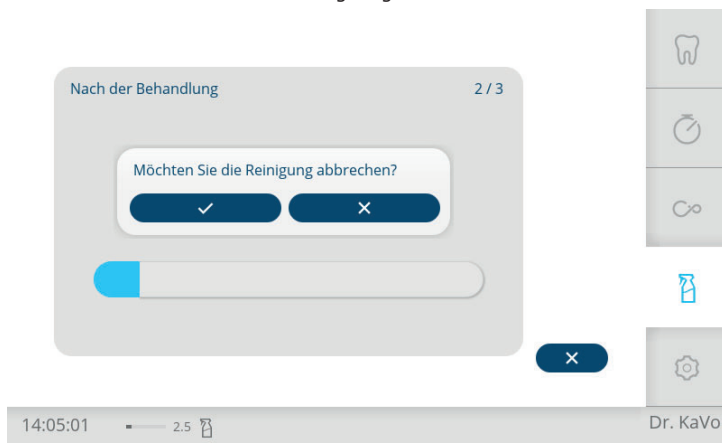 Nach der Behandlung 2 / 3
Möchten Sie die Reinigung abbrechen?
14:05:01 2.5 Dr. KaVo